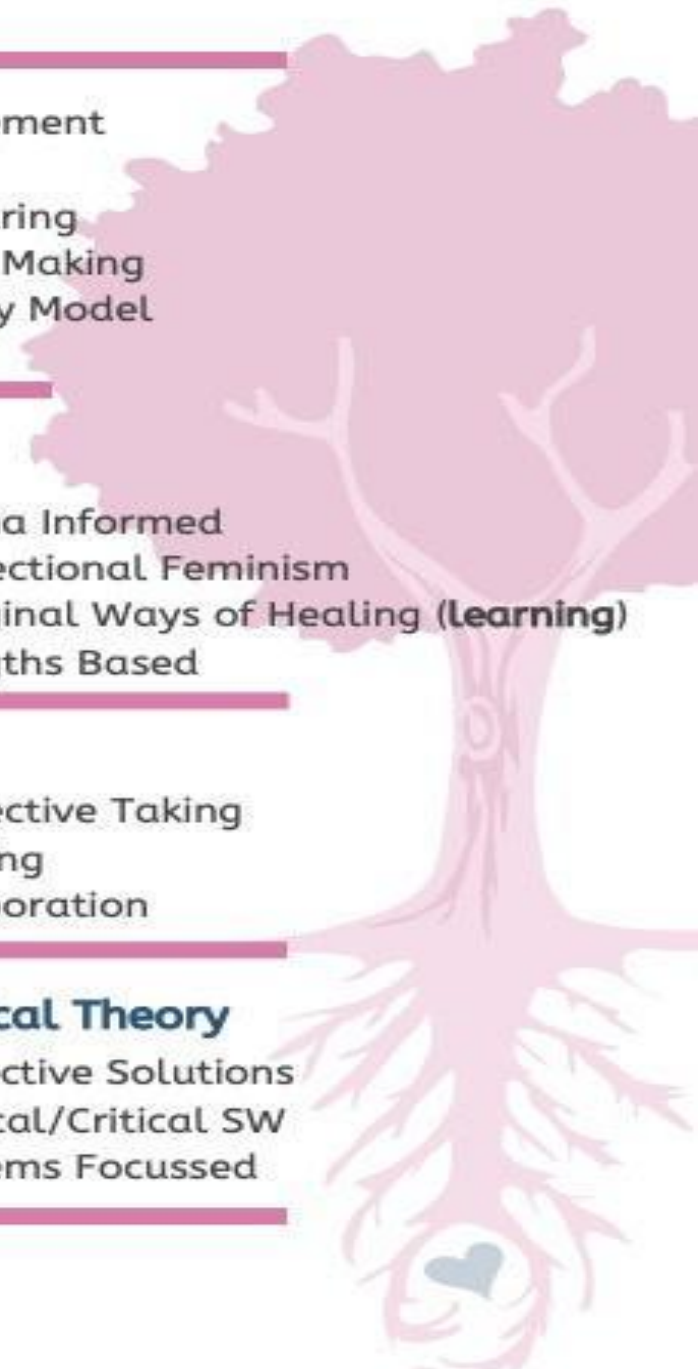 ement
ring
Making
y Model
a Informed
ectional Feminism
inal Ways of Healing (learning)
ths Based
ective Taking
ng
oration
cal Theory
ctive Solutions
cal/Critical SW
ems Focussed